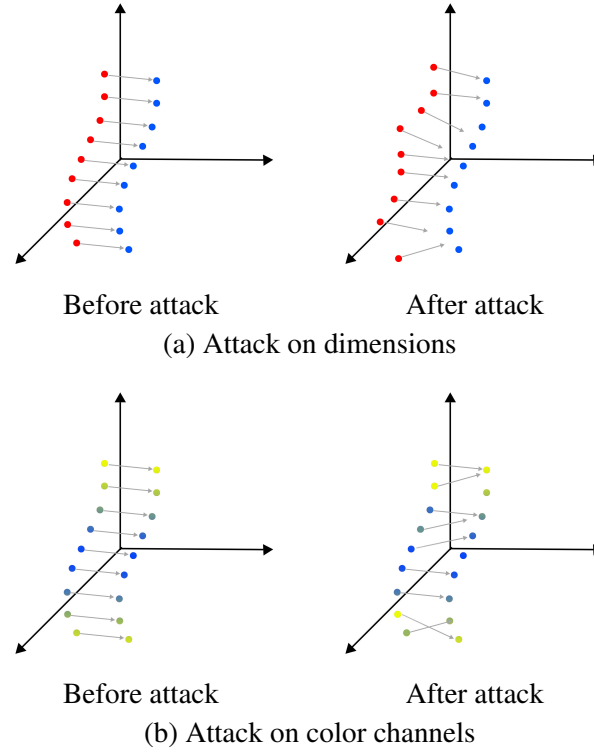 Before attack After attack
(a) Attack on dimensions
Before attack After attack
(b) Attack on color channels